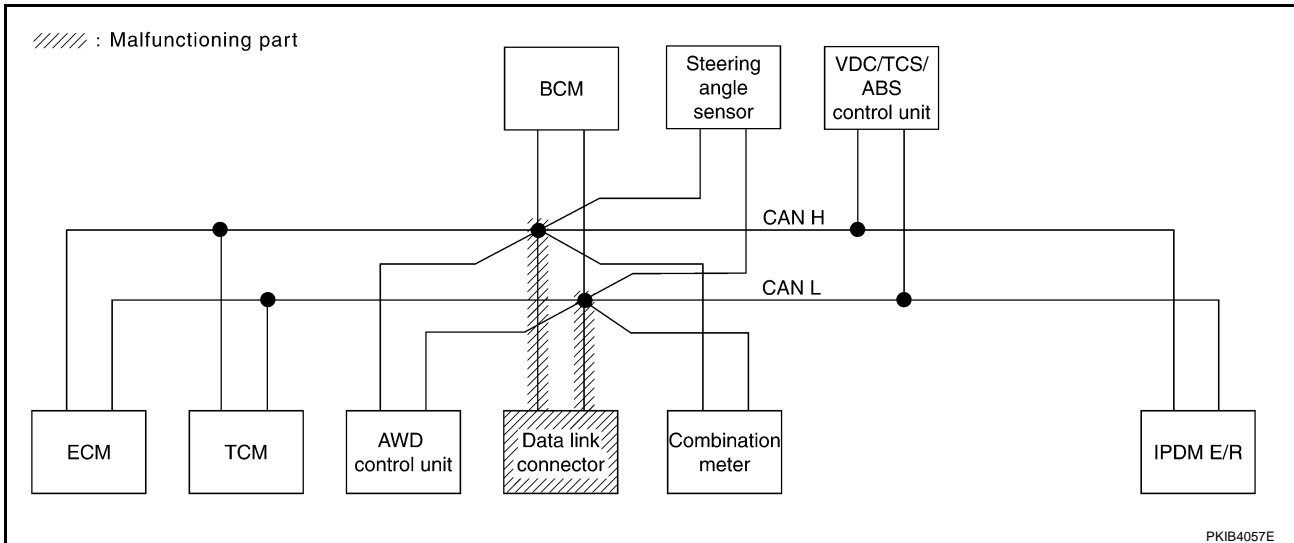 : Malfunctioning part
BCM
Steering
angle
sensor
VDC/TCS/
ABS
control unit
CAN H
CAN L
ECM
TCM
AWD
control unit
Data link
connector
Combination
meter
IPDM E/R
PKIB4057E